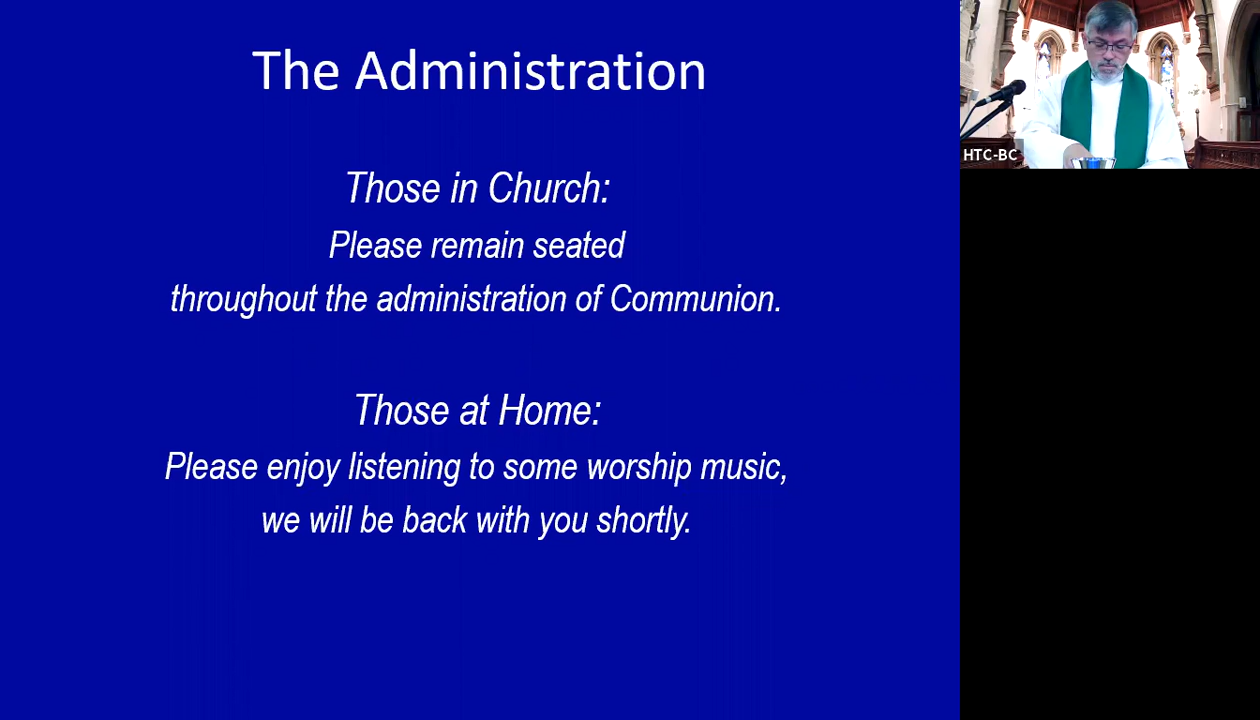 The Administration
Those in Church:
Please remain seated
throughout the administration of Communion.
Those at Home:
Please enjoy listening to some worship music,
we will be back with you shortly.
HTC-BC